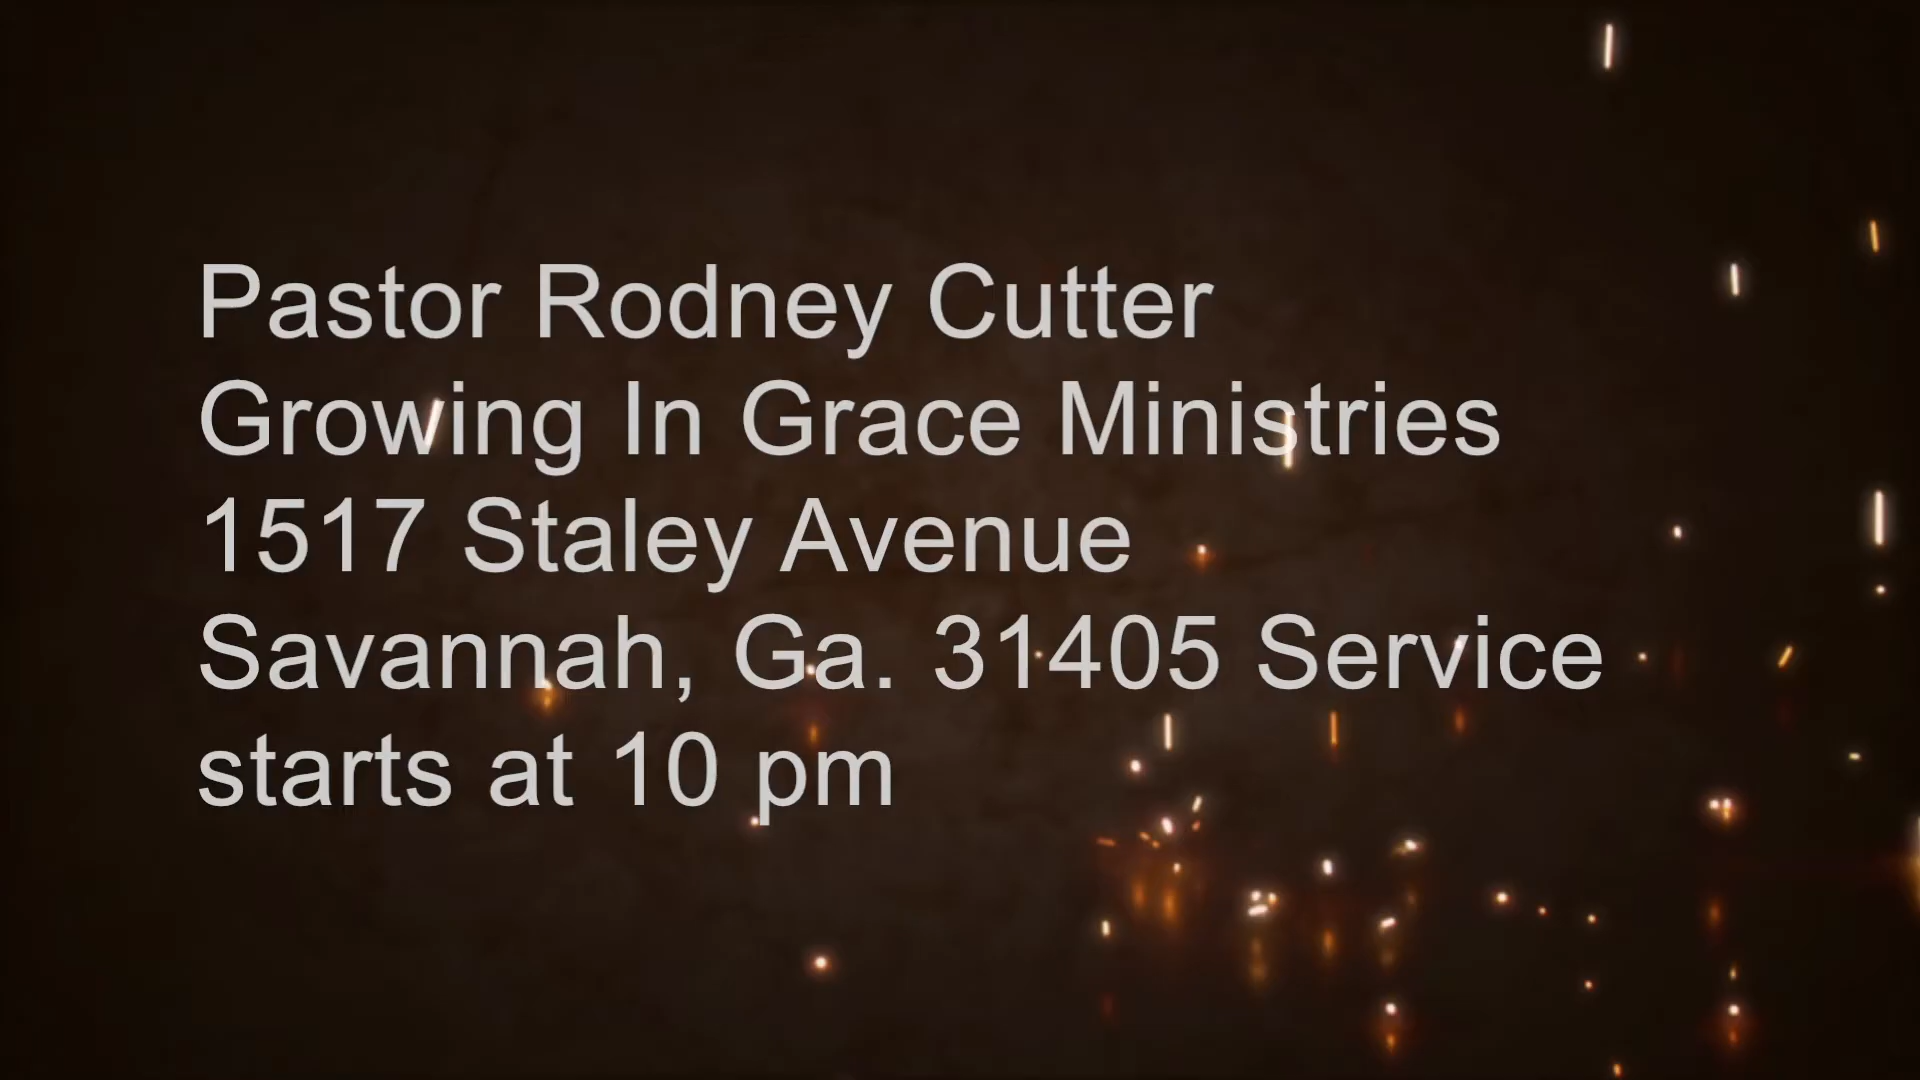 Pastor Rodney Cutter
Growing In Grace Ministries
1517 Staley Avenue
Savannah, Ga. 31405 Service
starts at 10 pm